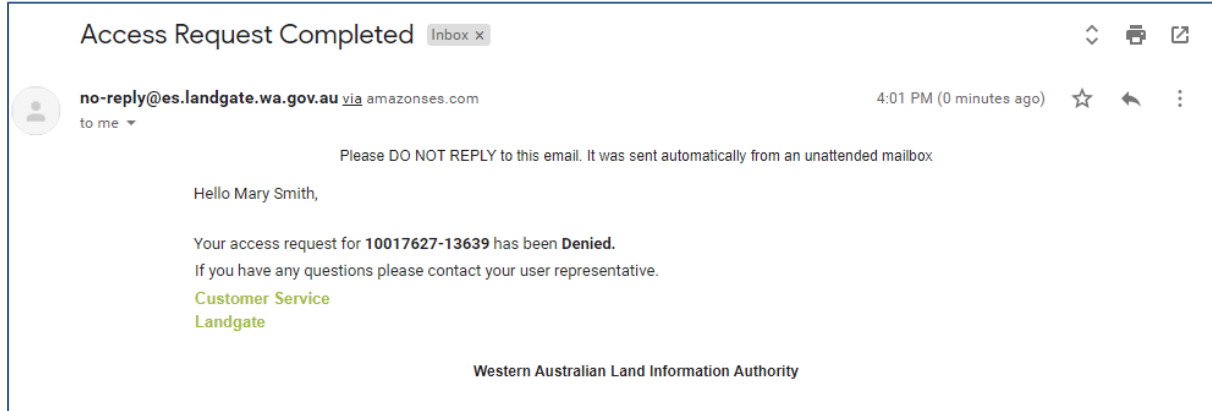 Access Request Completed Inbox x
no-reply@es.landgate.wa.gov.au via amazonses.com 4:01 PM (0 minutes ago)
to me
Please DO NOT REPLY to this email. It was sent automatically from an unattended mailbox
Hello Mary Smith,
Your access request for 10017627-13639 has been Denied.
If you have any questions please contact your user representative.
Customer Service
Landgate
Western Australian Land Information Authority